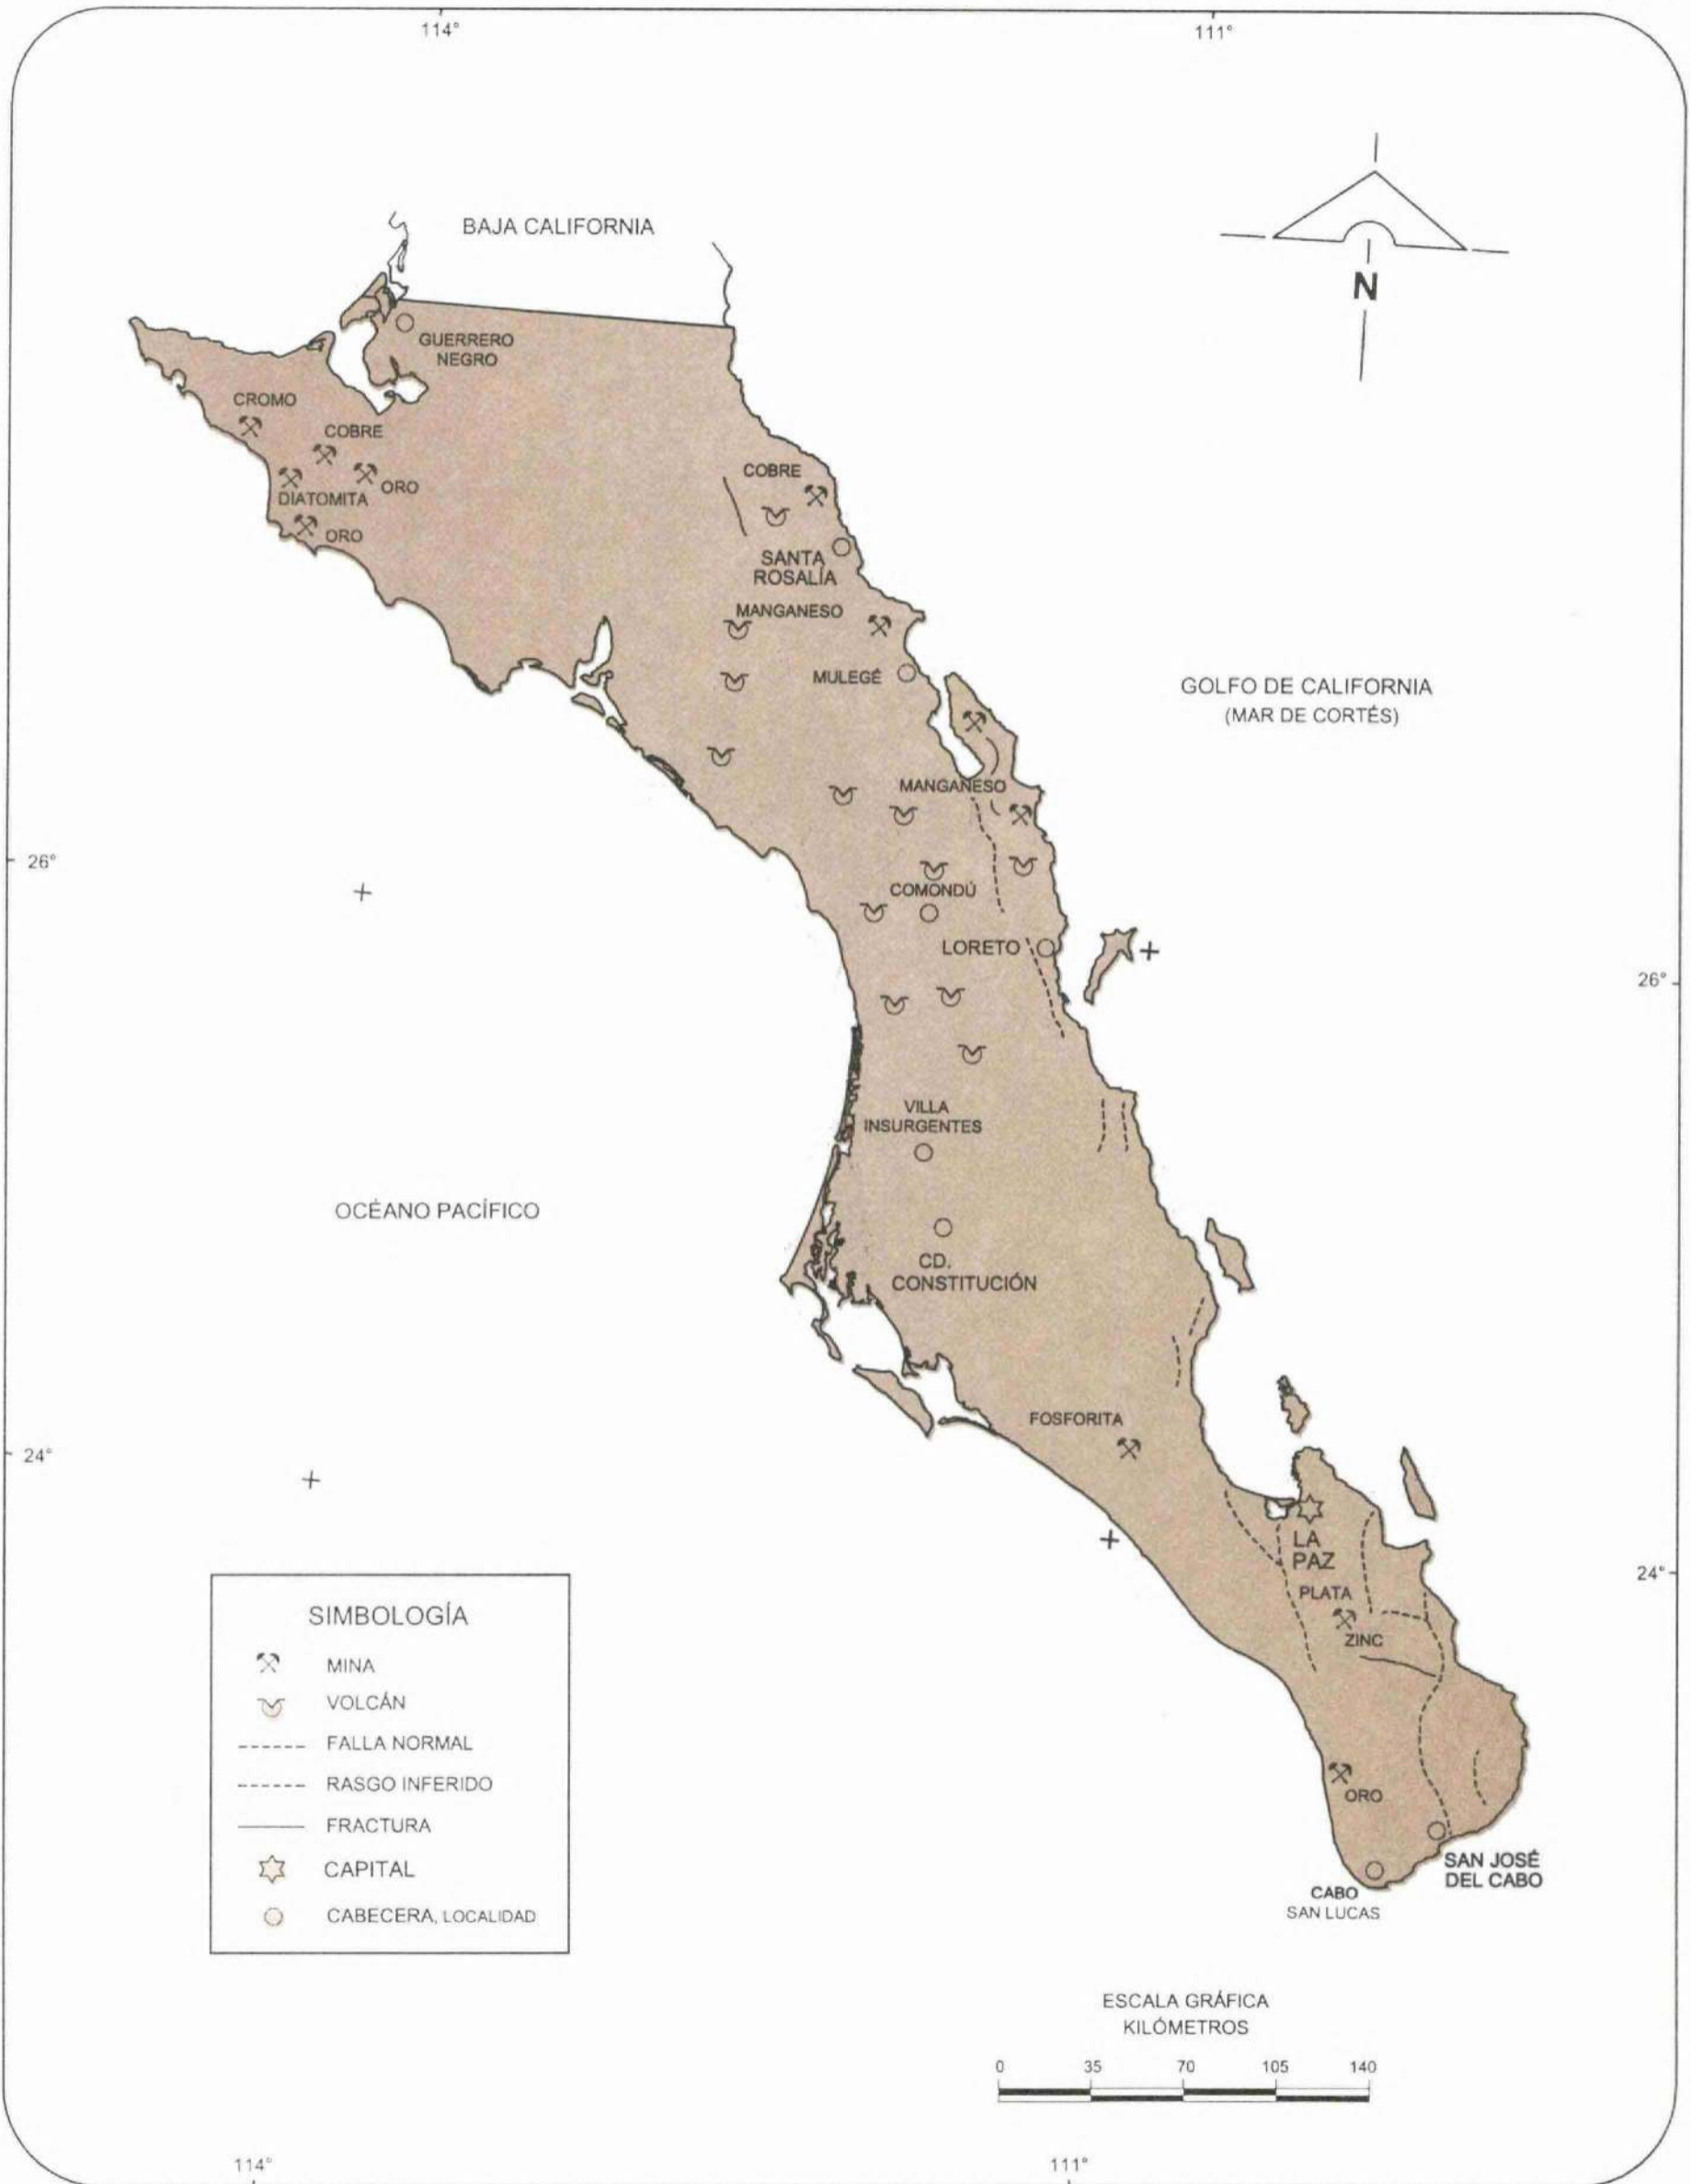 114°
111°
BAJA CALIFORNIA
N
GUERRERO
NEGRO
CROMO
COBRE
ORO
DIATOMITA
ORO
COBRE
SANTA
ROSALÍA
MANGANESO
MULEGÉ
GOLFO DE CALIFORNIA
(MAR DE CORTÉS)
MANGANESO
26°
COMONDÚ
LORETO
26°
VILLA
INSURGENTES
OCÉANO PACÍFICO
CD.
CONSTITUCIÓN
FOSFORITA
24°
LA
PAZ
24°
PLATA
ZINC
ORO
SAN JOSÉ
DEL CABO
CABO
SAN LUCAS
SIMBOLOGÍA
MINA
VOLCÁN
FALLA NORMAL
RASGO INFERIDO
FRACTURA
CAPITAL
CABECERA, LOCALIDAD
ESCALA GRÁFICA
KILÓMETROS
0 35 70 105 140
114°
111°